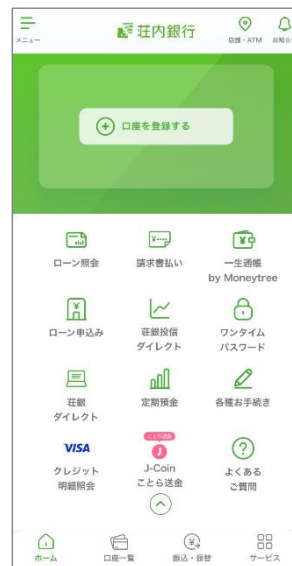 メニュー
荘内銀行
店舗・ATM
お知らせ
口座を登録する
ローン照会
請求書払い
一生通帳
by Moneytree
ローン申込み
荘銀投信
ダイレクト
ワンタイム
パスワード
荘銀
ダイレクト
定期預金
各種お手続き
VISA
クレジット
明細照会
ことら送金
J-Coin
ことら送金
よくある
ご質問
ホーム
口座一覧
振込・振替
サービス